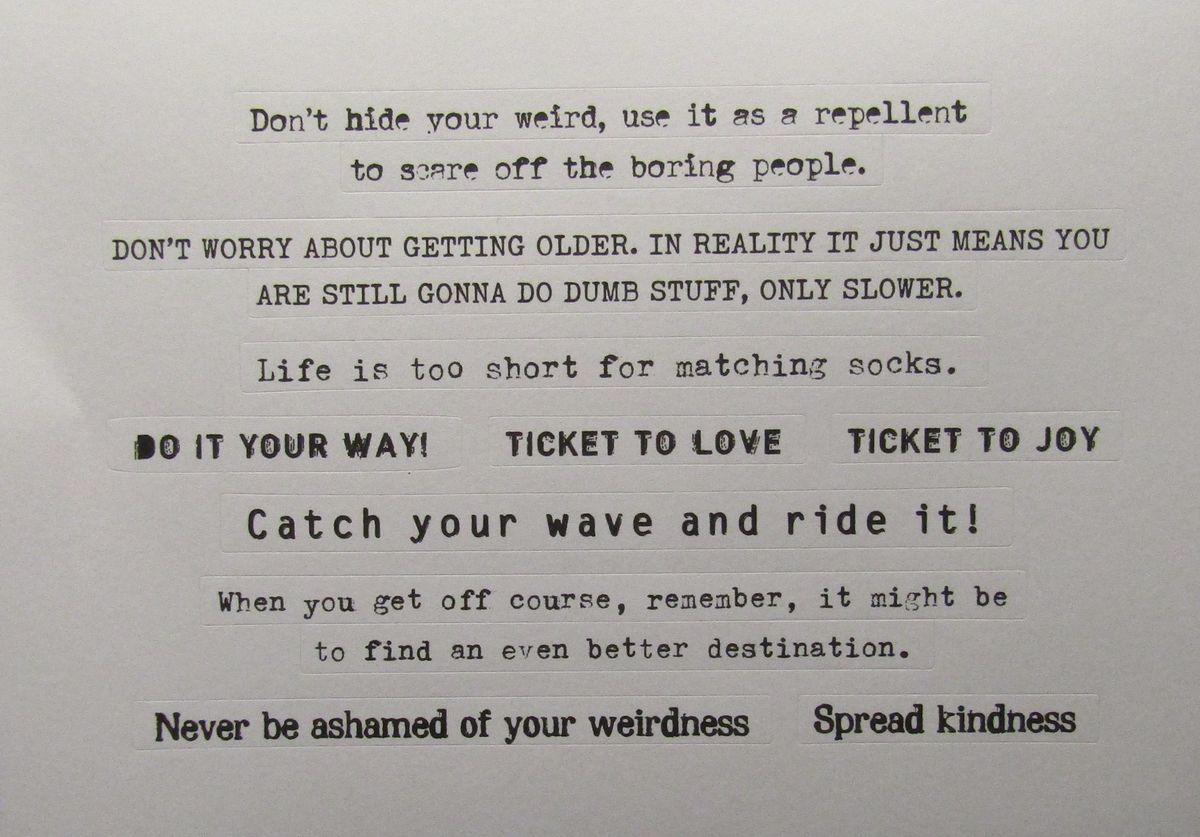 Don't hide your weird, use it as a repellent
to scare off the boring people.
DON'T WORRY ABOUT GETTING OLDER. IN REALITY IT JUST MEANS YOU
ARE STILL GONNA DO DUMB STUFF, ONLY SLOWER.
Life is too short for matching socks.
DO IT YOUR WAY! TICKET TO LOVE TICKET TO JOY
Catch your wave and ride it!
When you get off course, remember, it might be
to find an even better destination.
Never be ashamed of your weirdness Spread kindness